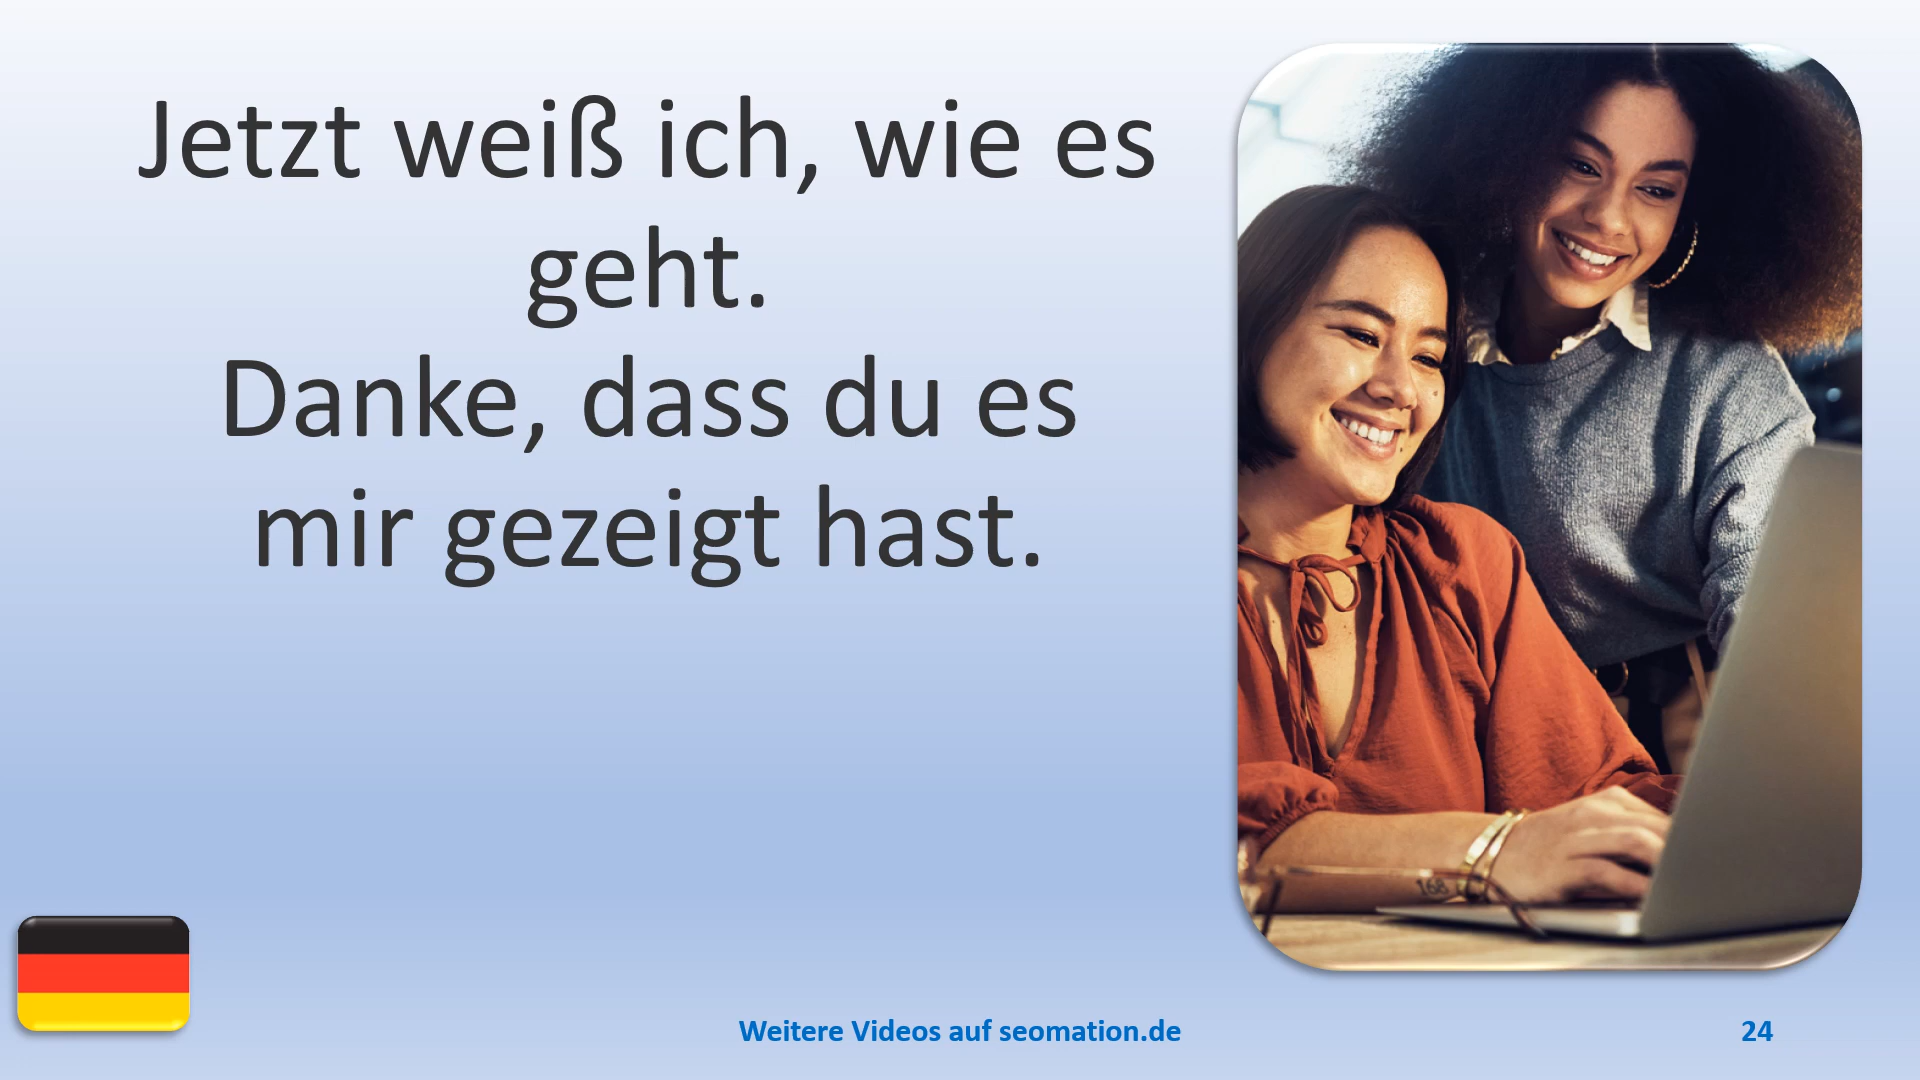 Jetzt weiß ich, wie es
geht.
Danke, dass du es
mir gezeigt hast.
168
Weitere Videos auf seomation.de
24